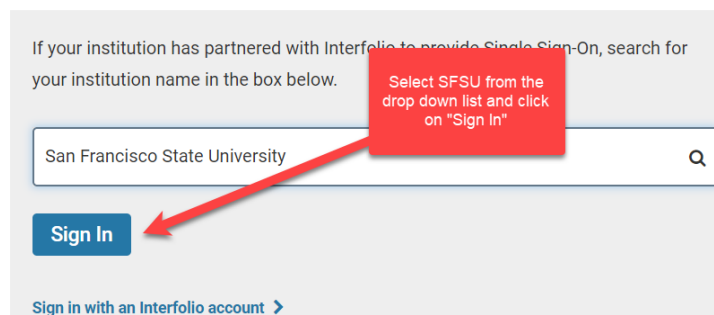 If your institution has partnered with Interfolio to provide Single Sign-On, search for
your institution name in the box below.
Select SFSU from the
drop down list and click
on "Sign In"
San Francisco State University
Sign In
Sign in with an Interfolio account